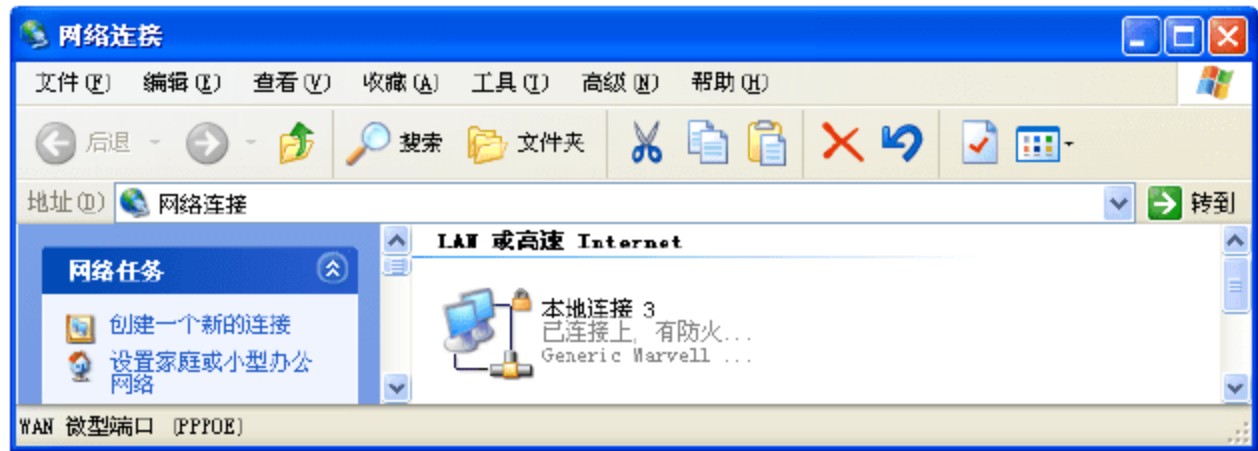 网络连接
文件(F) 编辑(E) 查看(V) 收藏(A) 工具(T) 高级(N) 帮助(H)
后退 搜索 文件夹
地址(D) 网络连接 转到
网络任务
创建一个新的连接
设置家庭或小型办公
网络
LAN 或高速 Internet
本地连接 3
已连接上, 有防火...
Generic Marvell ...
WAN 微型端口 (PPPOE)